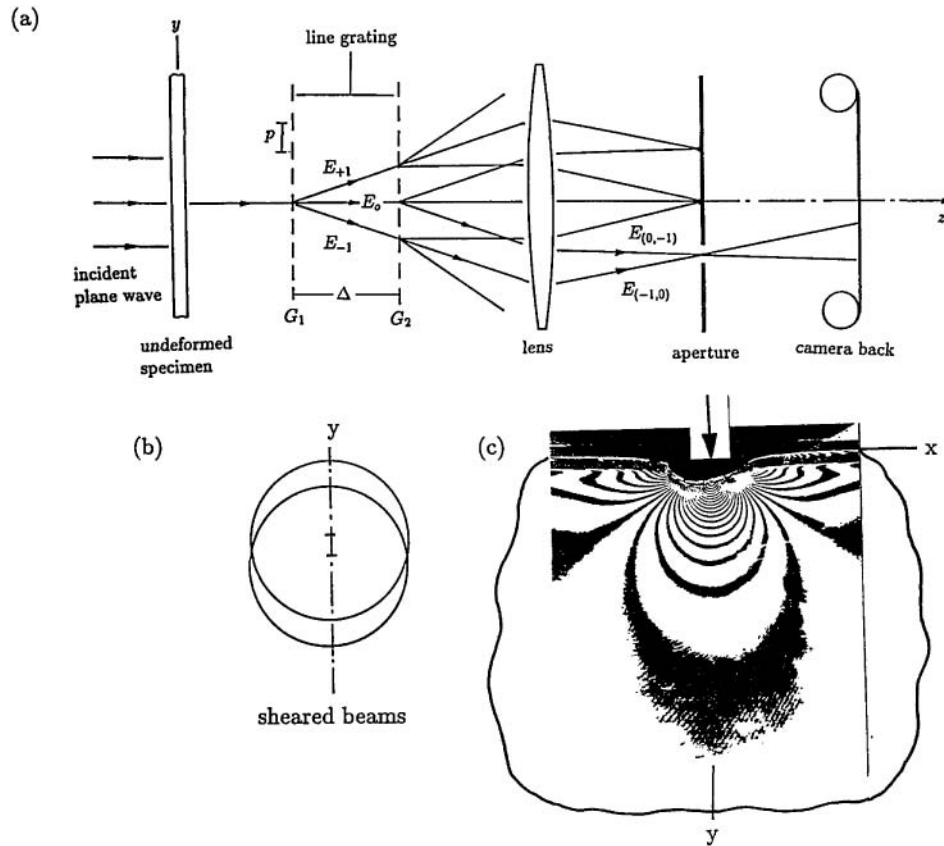 (a)
y
line grating
p
E+1
Eo
E−1
E(0,−1)
E(−1,0)
z
incident
plane wave
Δ
G1
G2
undeformed
specimen
lens
aperture
camera back
(b)
y
sheared beams
(c)
x
y